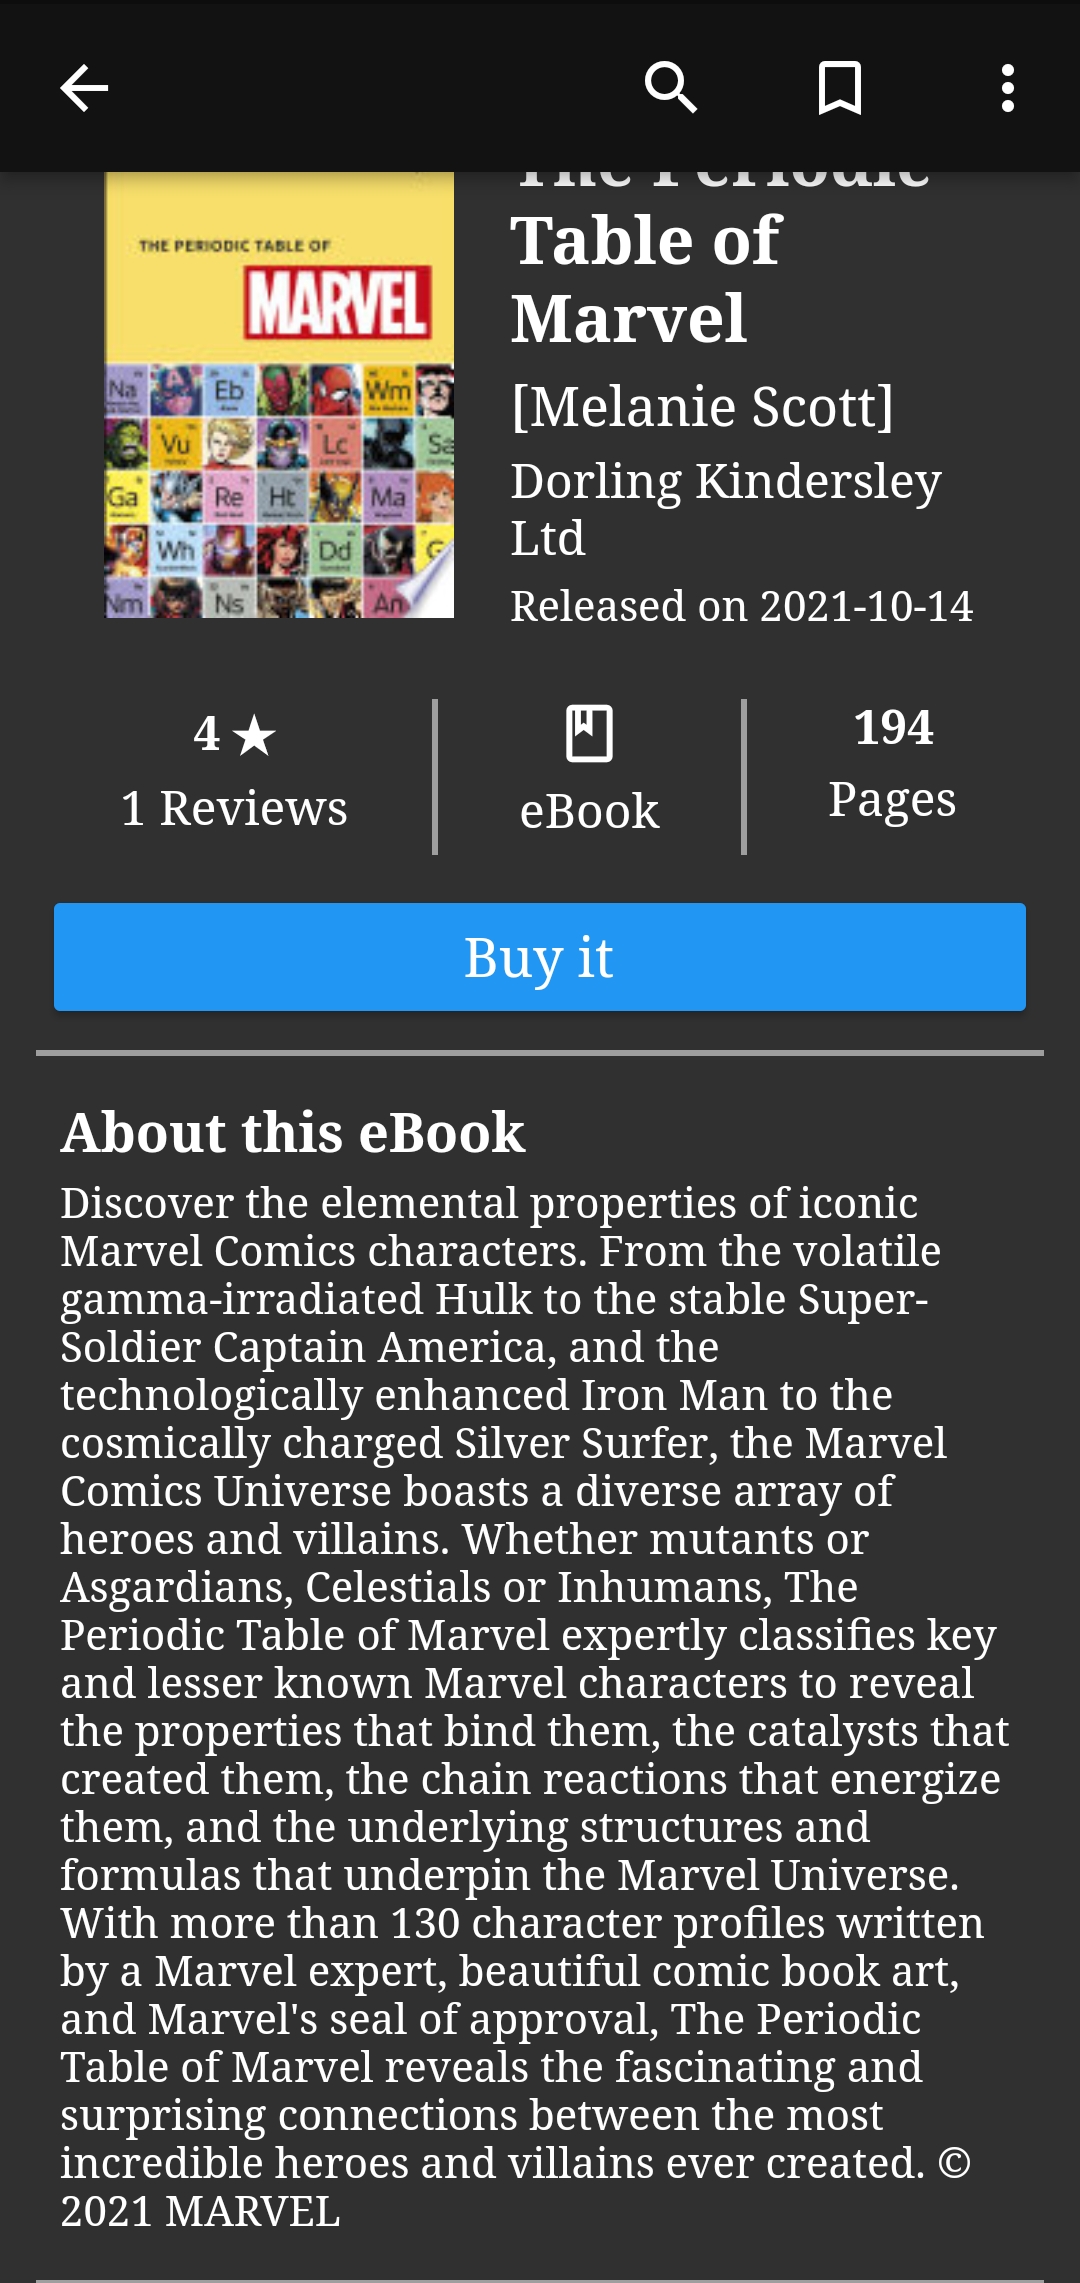 The Periodic
Table of
Marvel
[Melanie Scott]
Dorling Kindersley
Ltd
Released on 2021-10-14
THE PERIODIC TABLE OF
MARVEL
Na
Eb
Wm
Vu
Lc
Sa
Ga
Re
Ht
Ma
Wh
Dd
G
Nm
Ns
An
4 ★
1 Reviews
eBook
194
Pages
Buy it
About this eBook
Discover the elemental properties of iconic
Marvel Comics characters. From the volatile
gamma-irradiated Hulk to the stable Super-
Soldier Captain America, and the
technologically enhanced Iron Man to the
cosmically charged Silver Surfer, the Marvel
Comics Universe boasts a diverse array of
heroes and villains. Whether mutants or
Asgardians, Celestials or Inhumans, The
Periodic Table of Marvel expertly classifies key
and lesser known Marvel characters to reveal
the properties that bind them, the catalysts that
created them, the chain reactions that energize
them, and the underlying structures and
formulas that underpin the Marvel Universe.
With more than 130 character profiles written
by a Marvel expert, beautiful comic book art,
and Marvel's seal of approval, The Periodic
Table of Marvel reveals the fascinating and
surprising connections between the most
incredible heroes and villains ever created. ©
2021 MARVEL